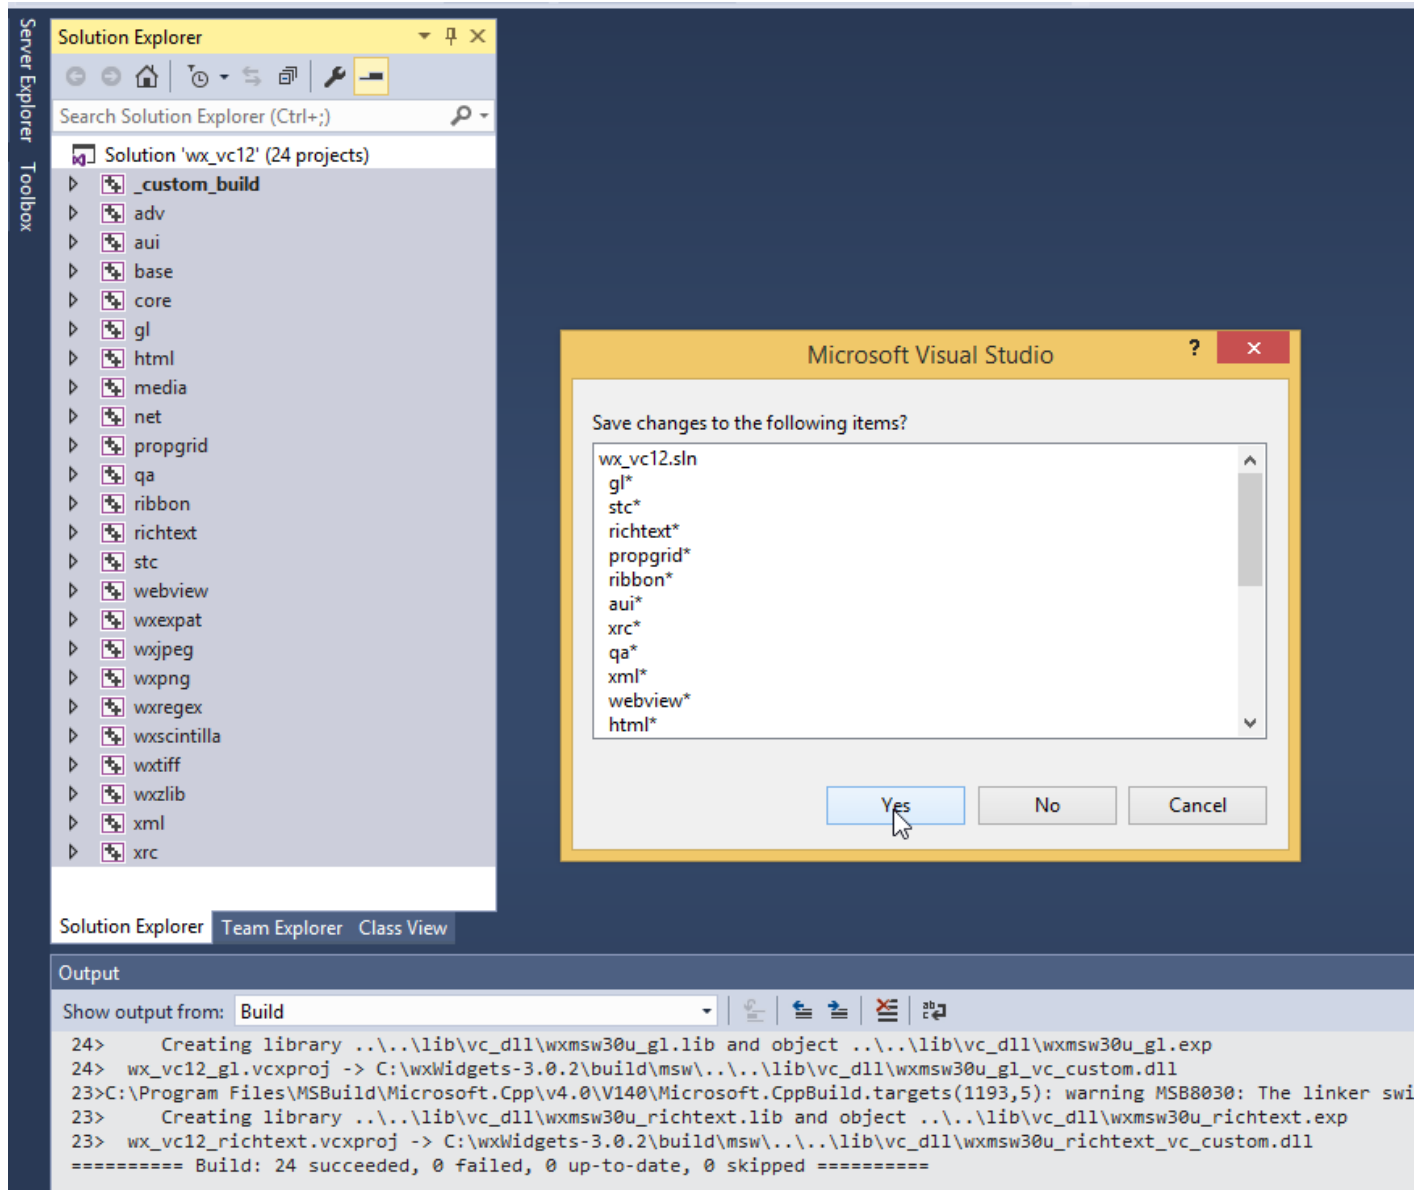 Server Explorer
Toolbox
Solution Explorer
Search Solution Explorer (Ctrl+;)
Solution 'wx_vc12' (24 projects)
_custom_build
adv
aui
base
core
gl
html
media
net
propgrid
qa
ribbon
richtext
stc
webview
wxexpat
wxjpeg
wxpng
wxregex
wxscintilla
wxtiff
wxzlib
xml
xrc
Solution Explorer Team Explorer Class View
Microsoft Visual Studio ?
Save changes to the following items?
wx_vc12.sln
gl*
stc*
richtext*
propgrid*
ribbon*
aui*
xrc*
qa*
xml*
webview*
html*
Yes No Cancel
Output
Show output from: Build
24> Creating library ..\..\lib\vc_dll\wxmsw30u_gl.lib and object ..\..\lib\vc_dll\wxmsw30u_gl.exp
24> wx_vc12_gl.vcxproj -> C:\wxWidgets-3.0.2\build\msw\..\..\lib\vc_dll\wxmsw30u_gl_vc_custom.dll
23>C:\Program Files\MSBuild\Microsoft.Cpp\v4.0\V140\Microsoft.CppBuild.targets(1193,5): warning MSB8030: The linker swi
23> Creating library ..\..\lib\vc_dll\wxmsw30u_richtext.lib and object ..\..\lib\vc_dll\wxmsw30u_richtext.exp
23> wx_vc12_richtext.vcxproj -> C:\wxWidgets-3.0.2\build\msw\..\..\lib\vc_dll\wxmsw30u_richtext_vc_custom.dll
========== Build: 24 succeeded, 0 failed, 0 up-to-date, 0 skipped ==========